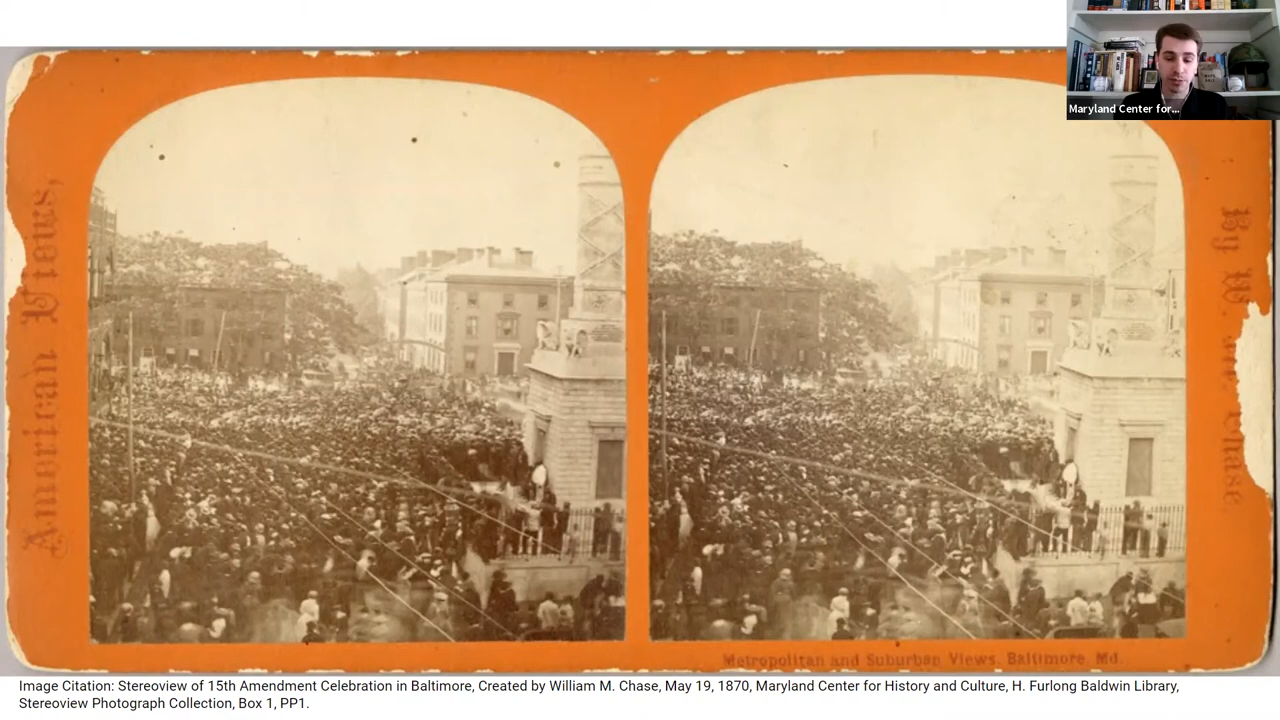 Maryland Center for...
American Views,
By W. M. Chase
Metropolitan and Suburban Views. Baltimore, Md.
Image Citation: Stereoview of 15th Amendment Celebration in Baltimore, Created by William M. Chase, May 19, 1870, Maryland Center for History and Culture, H. Furlong Baldwin Library,
Stereoview Photograph Collection, Box 1, PP1.